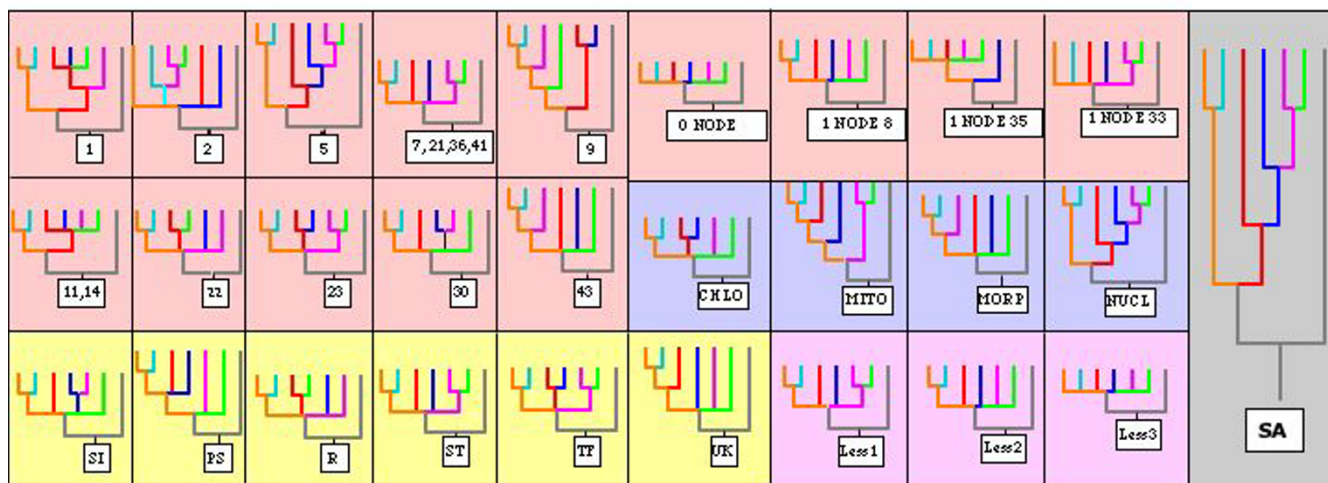 1
2
5
7,21,36,41
9
0 NODE
1 NODE 8
1 NODE 35
1 NODE 33
11,14
22
23
30
43
CHLO
MITO
MORP
NUCL
SI
PS
R
ST
TF
UK
Less1
Less2
Less3
SA